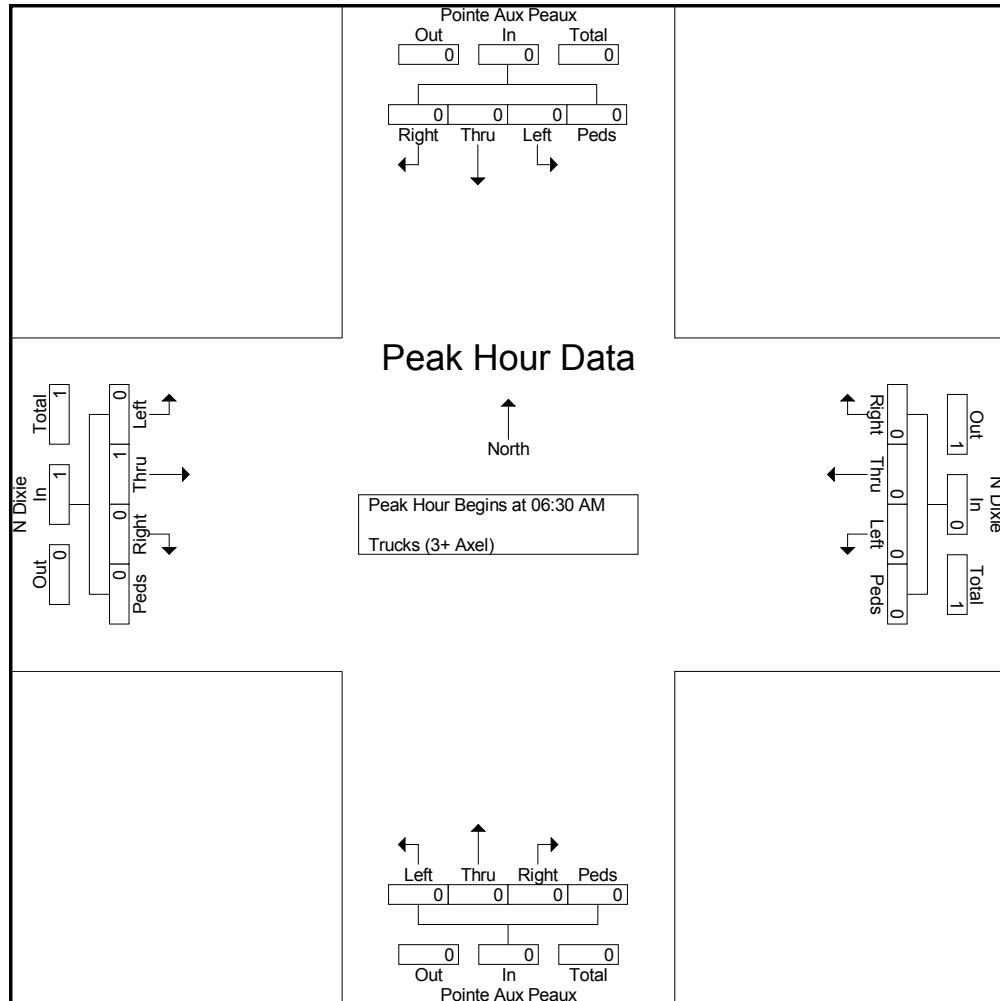 Pointe Aux Peaux
Out In Total
0 0 0
0 0 0 0
Right Thru Left Peds
Peak Hour Data
North
Peak Hour Begins at 06:30 AM
Trucks (3+ Axel)
N Dixie
Out In Total
0 1 1
0 1 0 0
Left Thru Right Peds
N Dixie
Out In Total
1 0 1
0 0 0 0
Right Thru Left Peds
Left Thru Right Peds
0 0 0 0
0 0 0
Out In Total
Pointe Aux Peaux